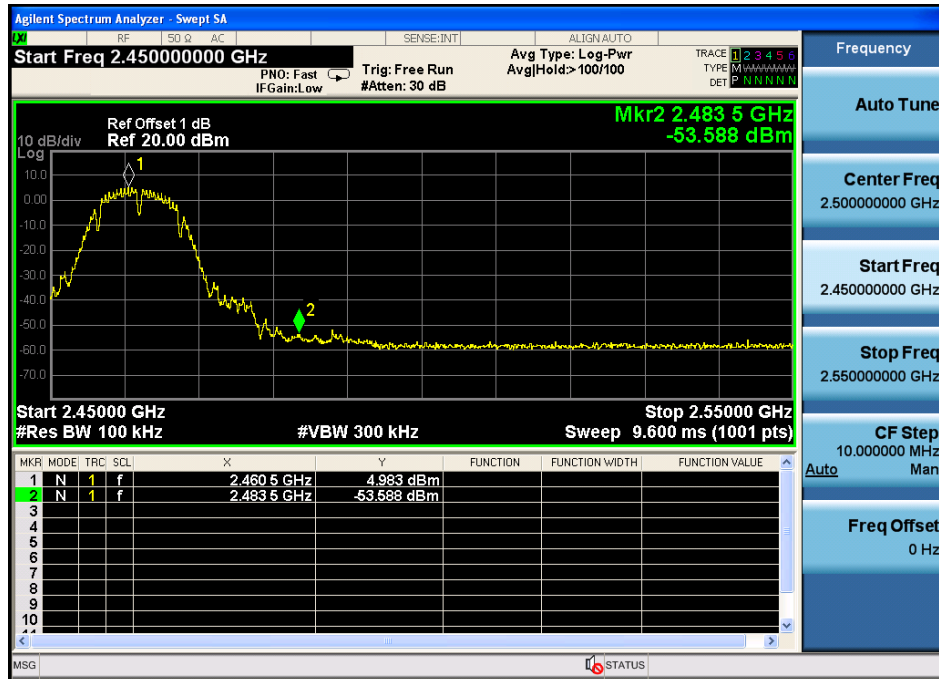 Agilent Spectrum Analyzer - Swept SA
LXI RF 50 Ω AC SENSE:INT ALIGN AUTO
Start Freq 2.450000000 GHz
PNO: Fast
IFGain:Low
Trig: Free Run
#Atten: 30 dB
Avg Type: Log-Pwr
Avg|Hold:>100/100
TRACE 1 2 3 4 5 6
TYPE M
DET P N N N N N
Mkr2 2.483 5 GHz
-53.588 dBm
Ref Offset 1 dB
10 dB/div Ref 20.00 dBm
Log
10.0
0.00
-10.0
-20.0
-30.0
-40.0
-50.0
-60.0
-70.0
1
2
Start 2.45000 GHz Stop 2.55000 GHz
#Res BW 100 kHz #VBW 300 kHz Sweep 9.600 ms (1001 pts)
MKR MODE TRC SCL X Y FUNCTION FUNCTION WIDTH FUNCTION VALUE
1 N 1 f 2.460 5 GHz 4.983 dBm
2 N 1 f 2.483 5 GHz -53.588 dBm
3
4
5
6
7
8
9
10
MSG STATUS
Frequency
Auto Tune
Center Freq
2.500000000 GHz
Start Freq
2.450000000 GHz
Stop Freq
2.550000000 GHz
CF Step
10.000000 MHz
Auto Man
Freq Offset
0 Hz